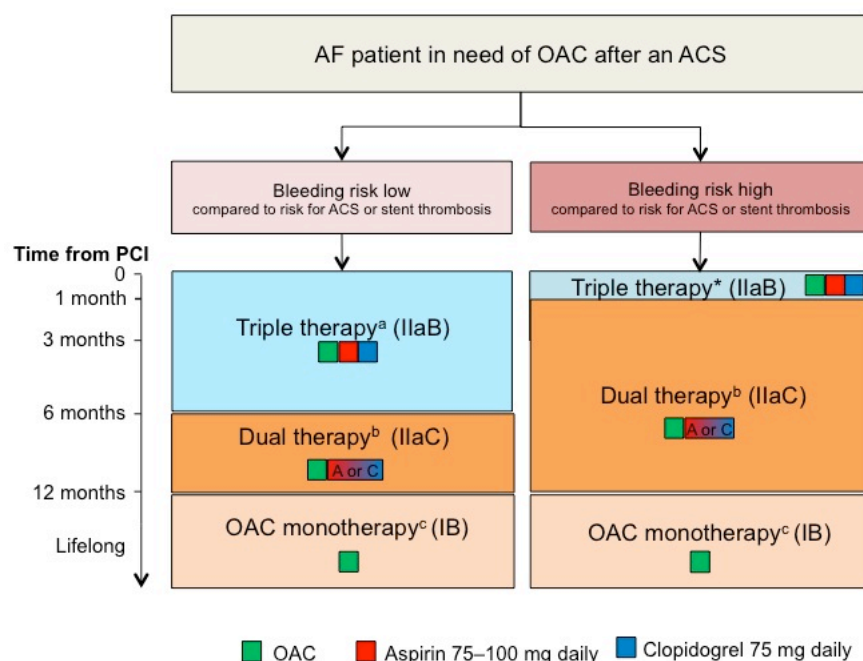 AF patient in need of OAC after an ACS
Bleeding risk low
compared to risk for ACS or stent thrombosis
Bleeding risk high
compared to risk for ACS or stent thrombosis
Time from PCI
0
1 month
3 months
6 months
12 months
Lifelong
Triple therapyᵃ (IIaB)
Dual therapyᵇ (IIaC)
A or C
OAC monotherapyᶜ (IB)
Triple therapy* (IIaB)
Dual therapyᵇ (IIaC)
A or C
OAC monotherapyᶜ (IB)
OAC
Aspirin 75–100 mg daily
Clopidogrel 75 mg daily